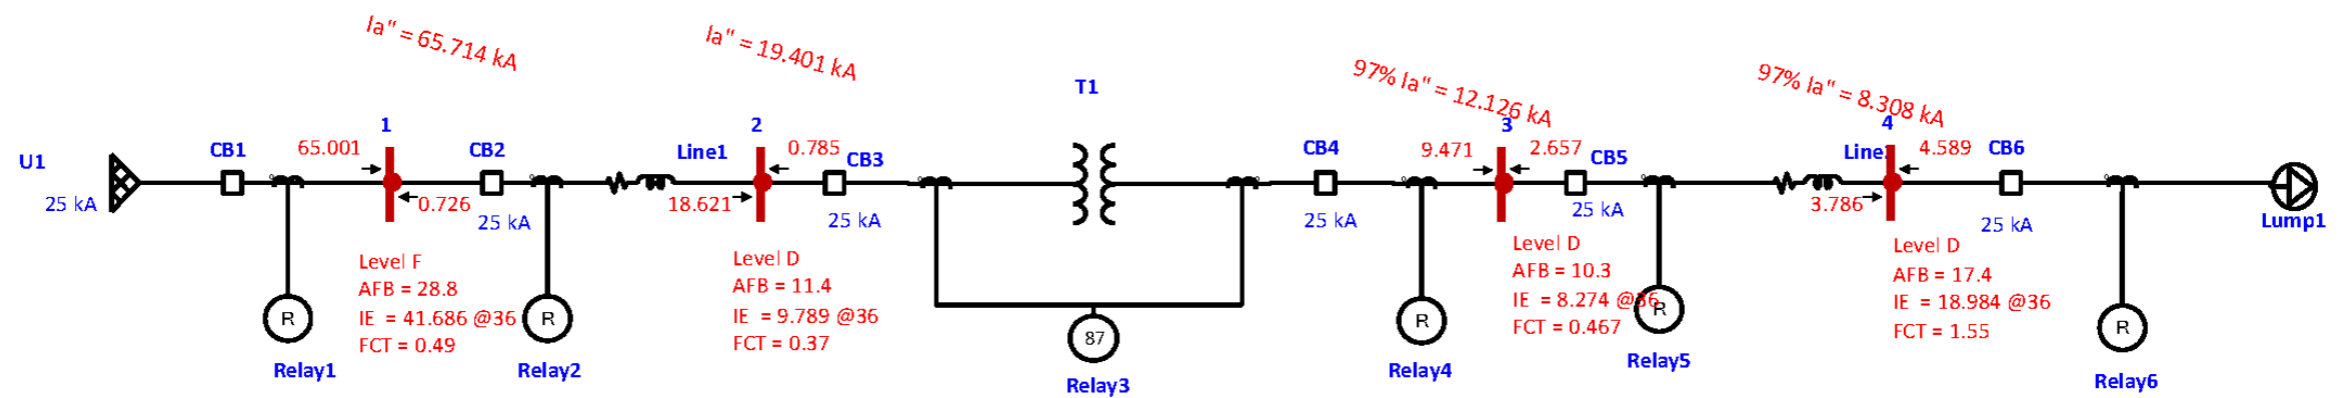 Ia" = 65.714 kA
Ia" = 19.401 kA
97% Ia" = 12.126 kA
97% Ia" = 8.308 kA
T1
1
2
3
4
U1
CB1
65.001
CB2
Line1
0.785
CB3
CB4
9.471
2.657
CB5
Line
4.589
CB6
25 kA
0.726
25 kA
18.621
25 kA
25 kA
25 kA
3.786
25 kA
Lump1
Level F
AFB = 28.8
IE = 41.686 @36
FCT = 0.49
Level D
AFB = 11.4
IE = 9.789 @36
FCT = 0.37
Level D
AFB = 10.3
IE = 8.274 @36
FCT = 0.467
Level D
AFB = 17.4
IE = 18.984 @36
FCT = 1.55
R
R
87
R
R
R
Relay1
Relay2
Relay3
Relay4
Relay5
Relay6